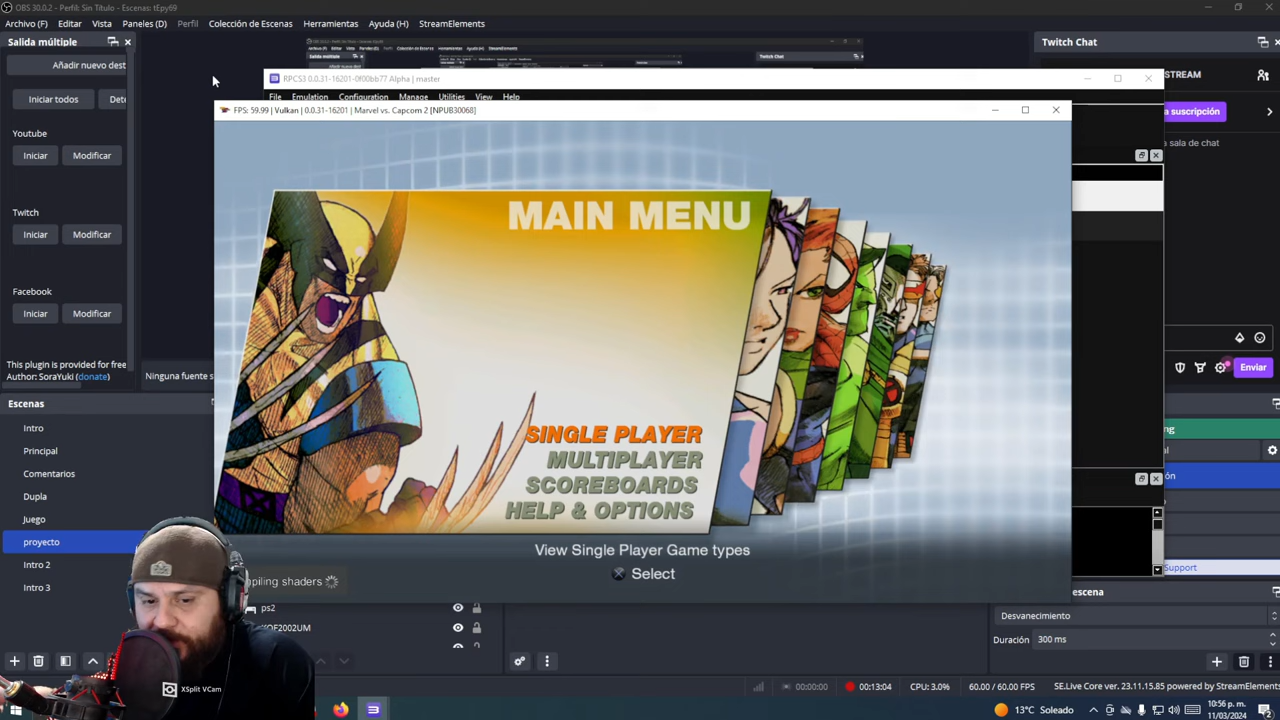 OBS 30.0.2 - Perfil: Sin Título - Escenas: tEpy69
Archivo (F) Editar Vista Paneles (D) Perfil Colección de Escenas Herramientas Ayuda (H) StreamElements
Salida múltiple
Twitch Chat
Añadir nuevo dest
Iniciar todos Dete
Youtube
Iniciar Modificar
Twitch
Iniciar Modificar
Facebook
Iniciar Modificar
This plugin is provided for free
Author: SoraYuki (donate)
Ninguna fuente s
RPCS3 0.0.31-16201-0f00bb77 Alpha | master
File Emulation Configuration Manage Utilities View Help
FPS: 59.99 | Vulkan | 0.0.31-16201 | Marvel vs. Capcom 2 [NPUB30068]
MAIN MENU
SINGLE PLAYER
MULTIPLAYER
SCOREBOARDS
HELP & OPTIONS
View Single Player Game types
Select
piling shaders
STREAM
a suscripción
sala de chat
Enviar
Support
Escenas
Intro
Principal
Comentarios
Dupla
Juego
proyecto
Intro 2
Intro 3
ps2
KOF2002UM
escena
Desvanecimiento
Duración 300 ms
XSplit VCam
00:00:00 00:13:04 CPU: 3.0% 60.00 / 60.00 FPS SE.Live Core ver. 23.11.15.85 powered by StreamElements
13°C Soleado
10:56 p. m.
11/03/2024